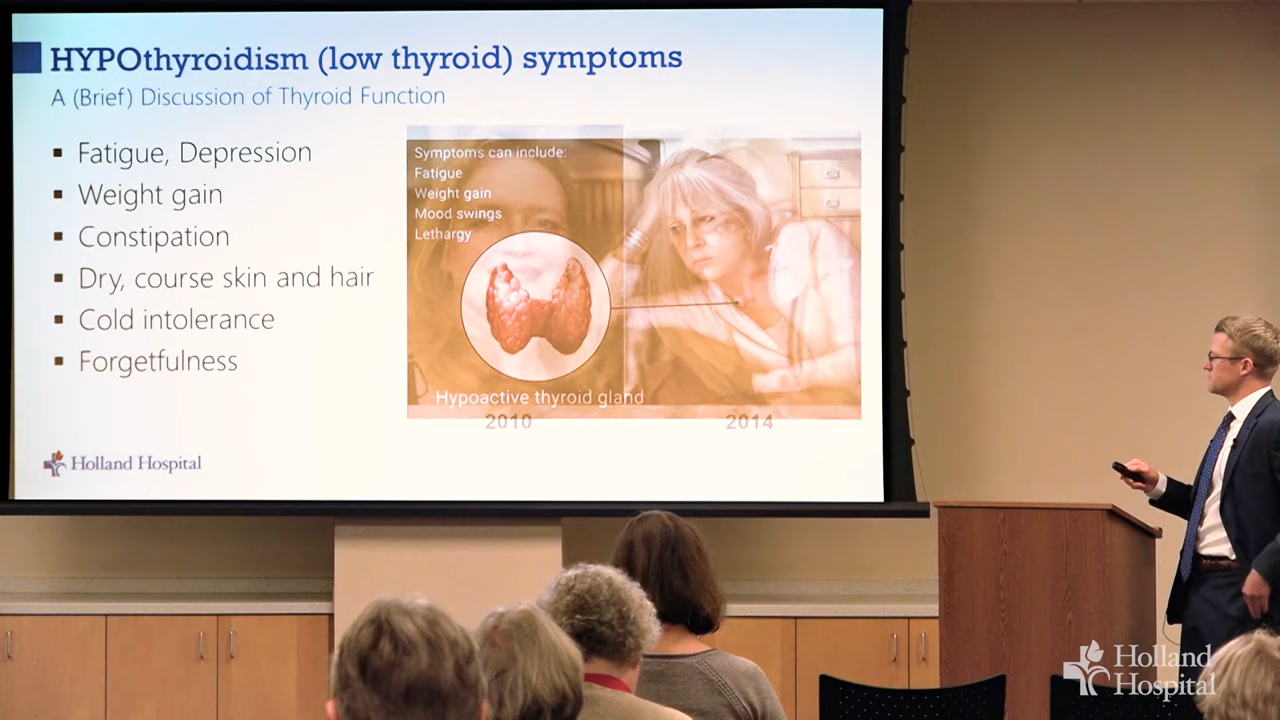 HYPOthyroidism (low thyroid) symptoms
A (Brief) Discussion of Thyroid Function
▪ Fatigue, Depression
▪ Weight gain
▪ Constipation
▪ Dry, course skin and hair
▪ Cold intolerance
▪ Forgetfulness
Symptoms can include:
Fatigue
Weight gain
Mood swings
Lethargy
Hypoactive thyroid gland
2010
2014
Holland Hospital
Holland
Hospital